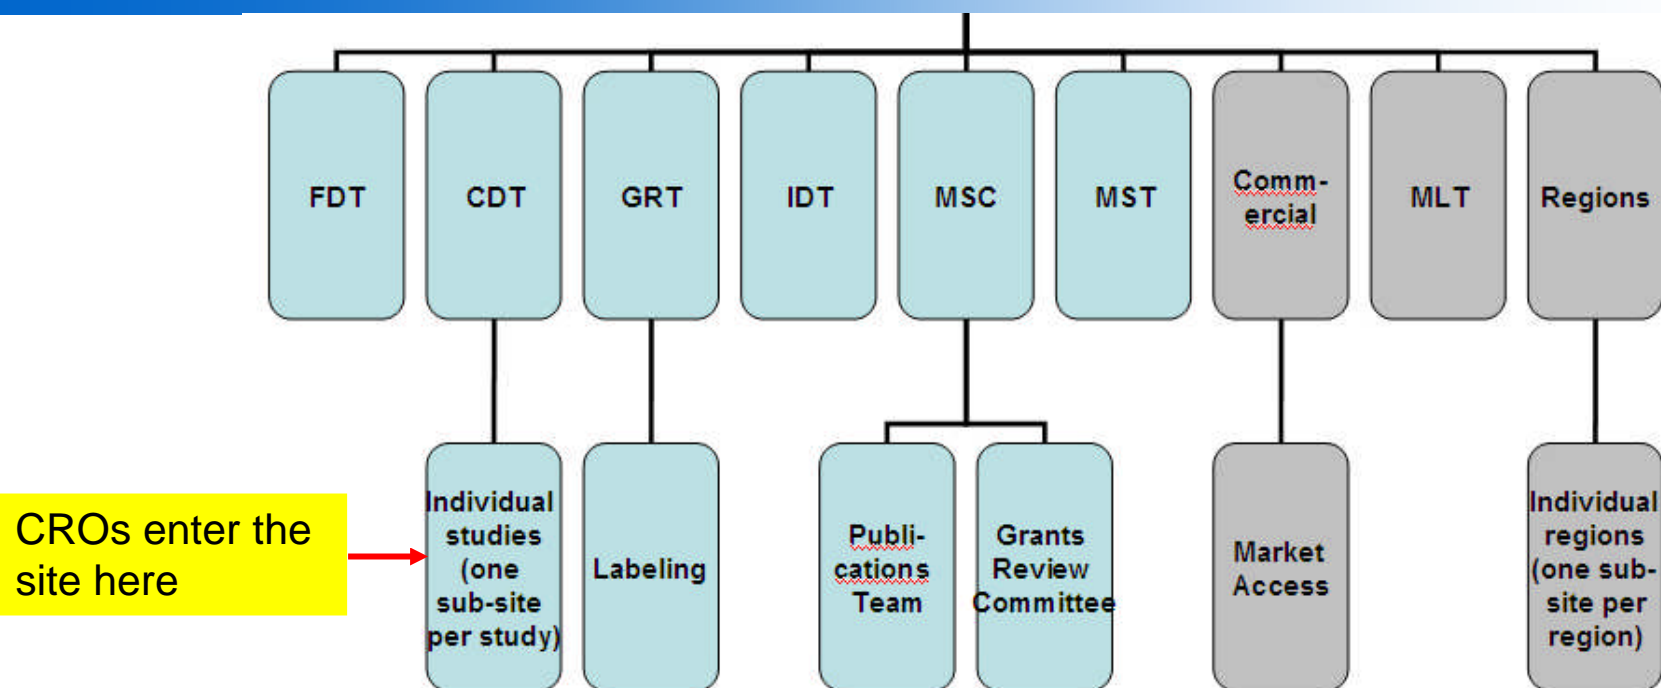 FDT
CDT
GRT
IDT
MSC
MST
Comm-
ercial
MLT
Regions
CROs enter the
site here
Individual
studies
(one
sub-site
per study)
Labeling
Publi-
cations
Team
Grants
Review
Committee
Market
Access
Individual
regions
(one sub-
site per
region)